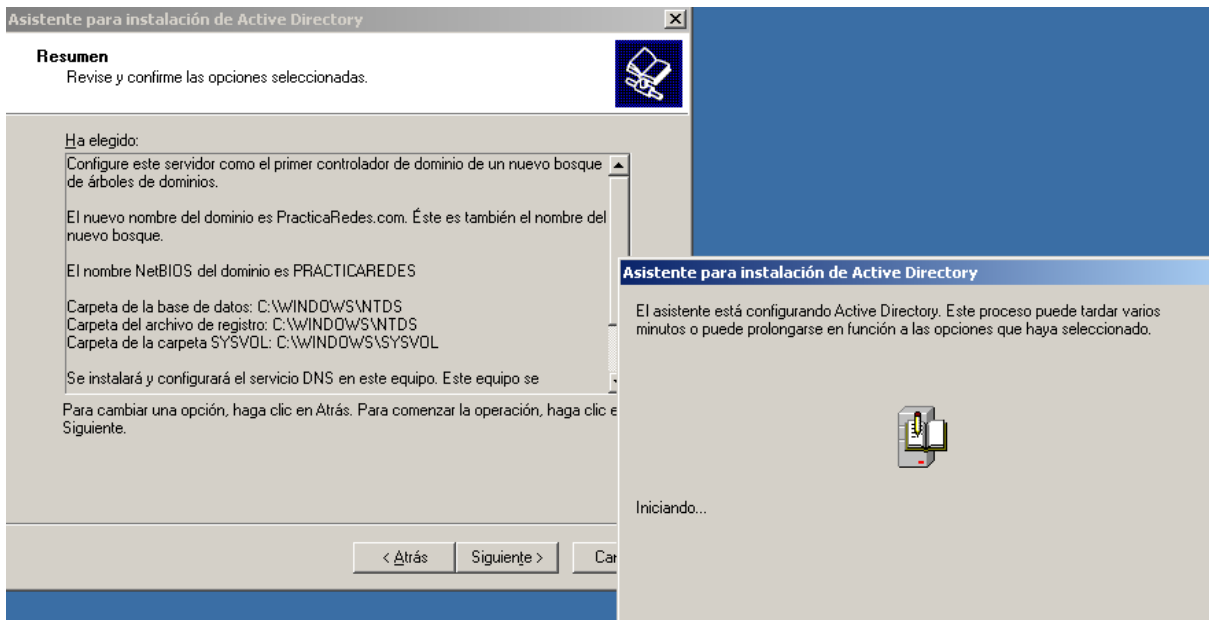 Asistente para instalación de Active Directory
Resumen
Revise y confirme las opciones seleccionadas.
Ha elegido:
Configure este servidor como el primer controlador de dominio de un nuevo bosque
de árboles de dominios.
El nuevo nombre del dominio es PracticaRedes.com. Éste es también el nombre del
nuevo bosque.
El nombre NetBIOS del dominio es PRACTICAREDES
Carpeta de la base de datos: C:\WINDOWS\NTDS
Carpeta del archivo de registro: C:\WINDOWS\NTDS
Carpeta de la carpeta SYSVOL: C:\WINDOWS\SYSVOL
Se instalará y configurará el servicio DNS en este equipo. Este equipo se
Para cambiar una opción, haga clic en Atrás. Para comenzar la operación, haga clic e
Siguiente.
< Atrás
Siguiente >
Can
Asistente para instalación de Active Directory
El asistente está configurando Active Directory. Este proceso puede tardar varios
minutos o puede prolongarse en función a las opciones que haya seleccionado.
Iniciando...